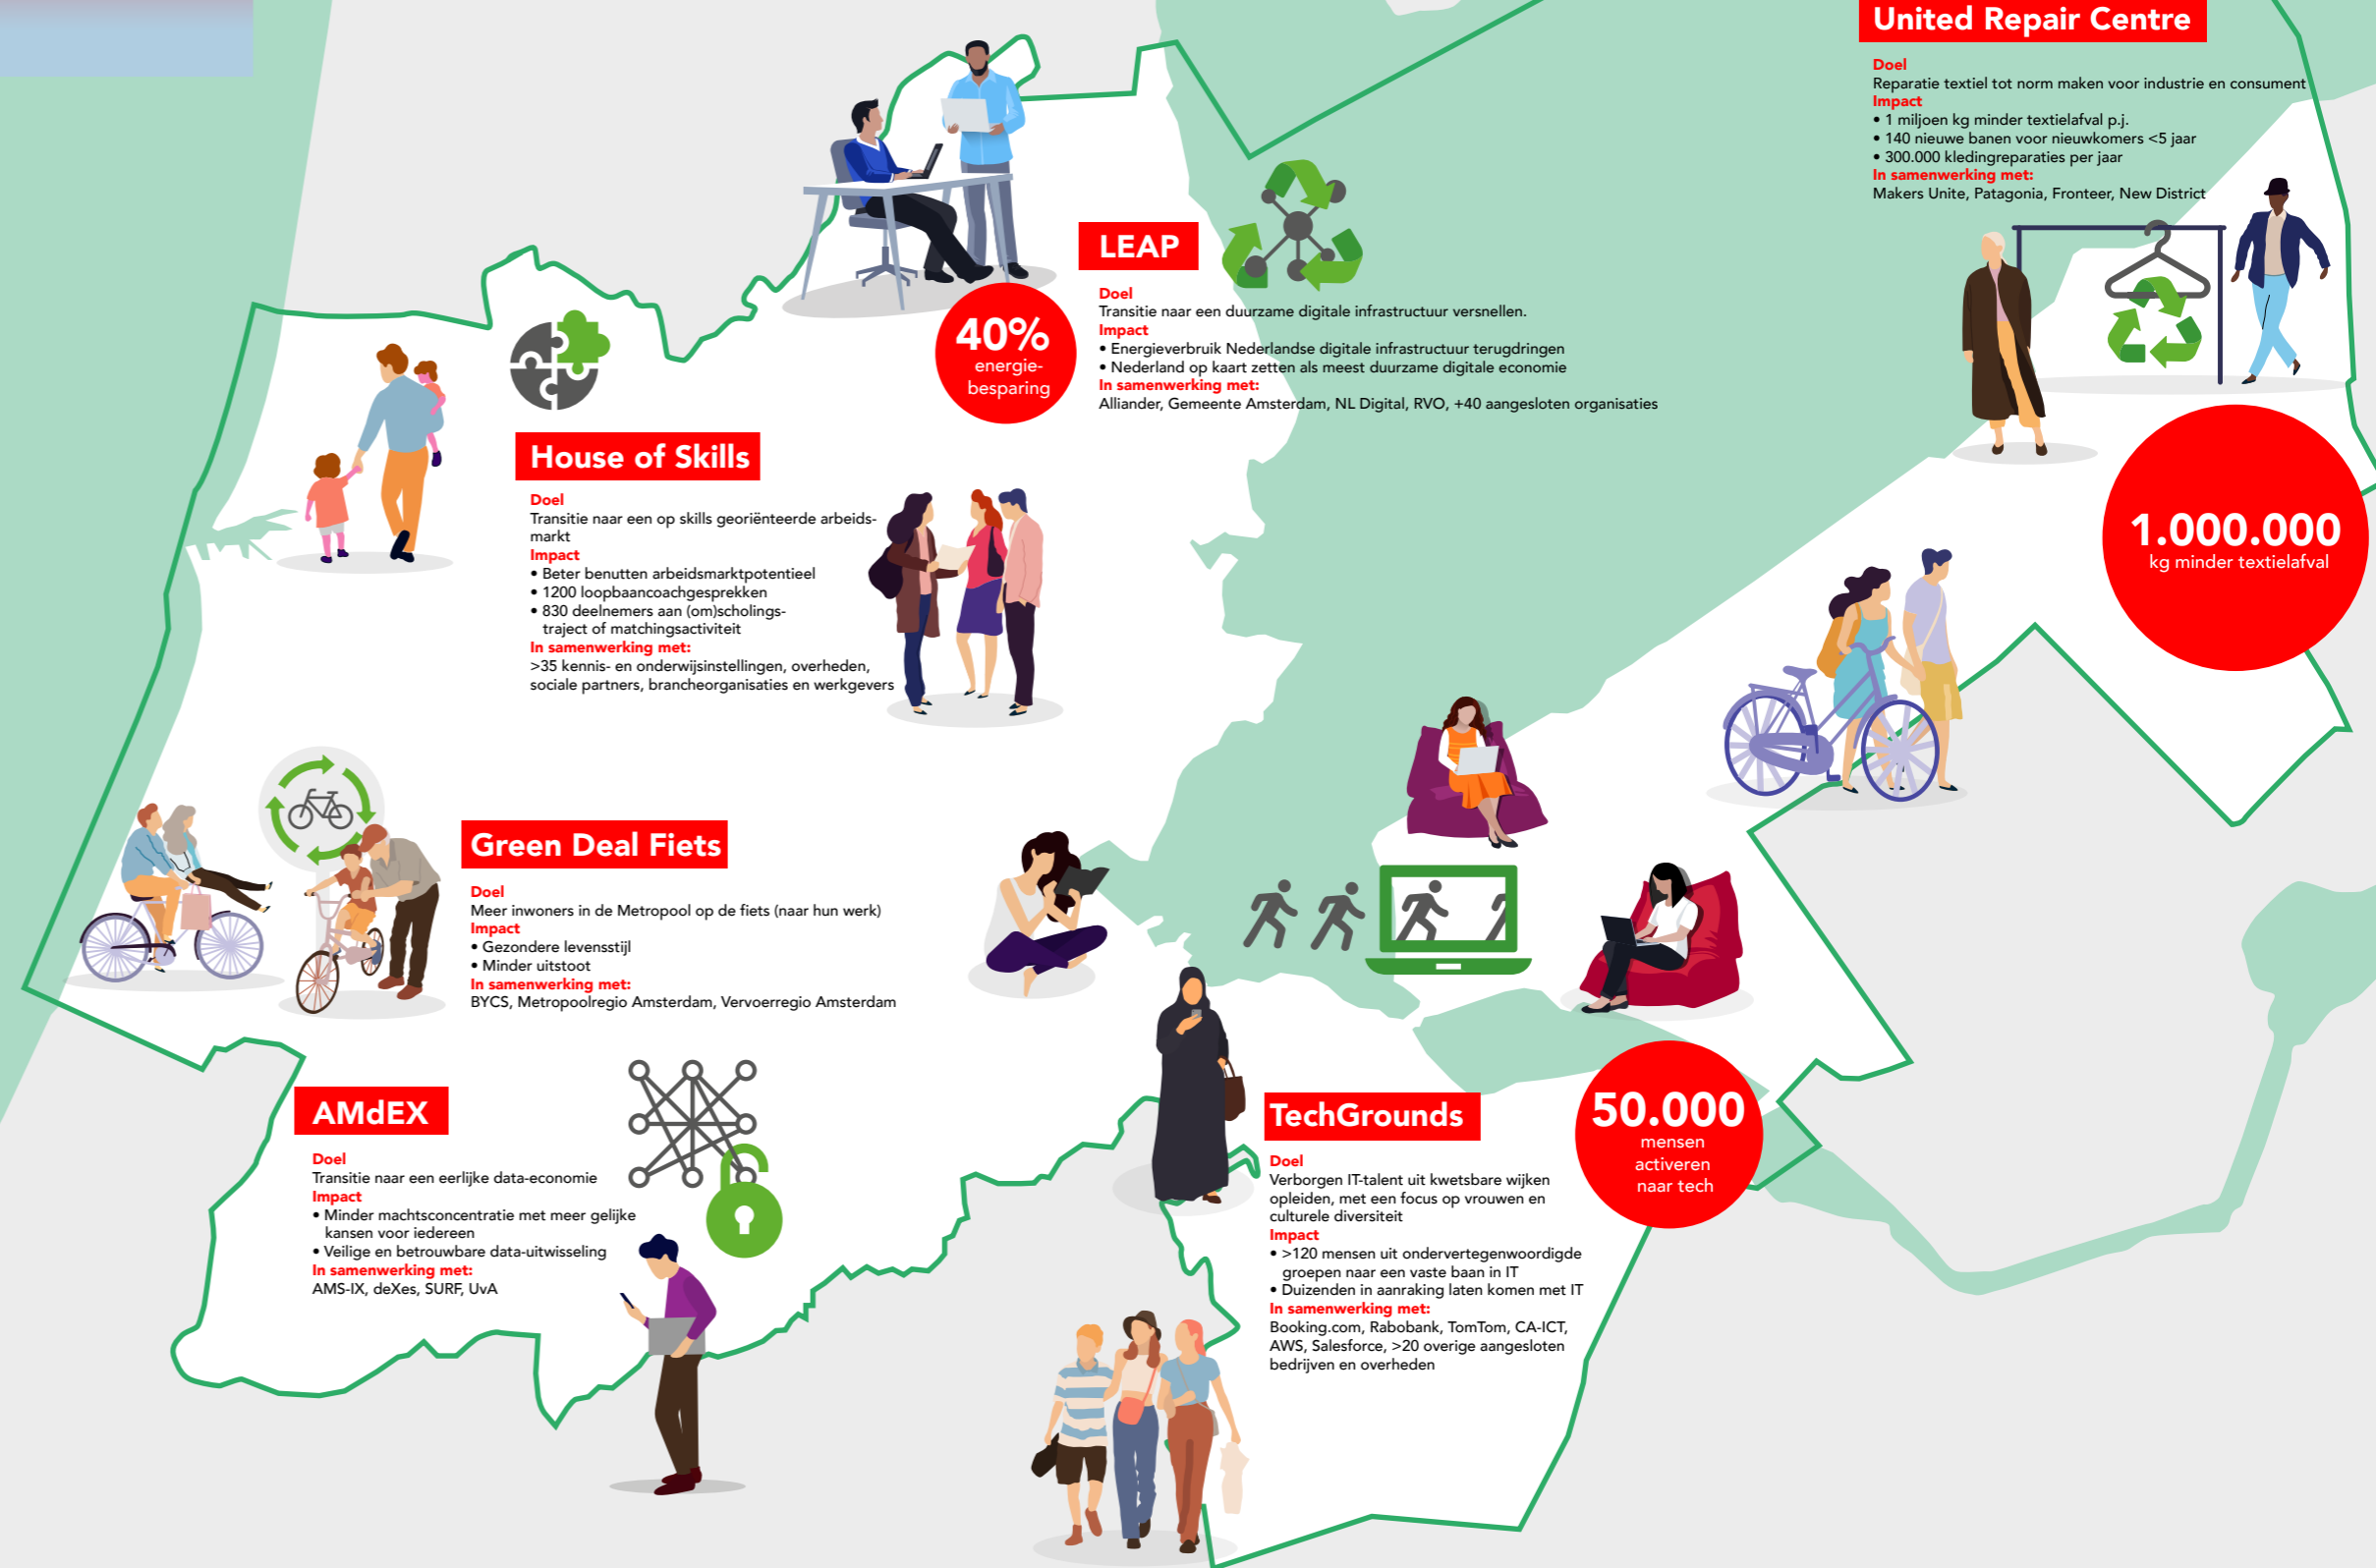 United Repair Centre
Doel
Reparatie textiel tot norm maken voor industrie en consument
Impact
• 1 miljoen kg minder textielafval p.j.
• 140 nieuwe banen voor nieuwkomers <5 jaar
• 300.000 kledingreparaties per jaar
In samenwerking met:
Makers Unite, Patagonia, Fronteer, New District
1.000.000
kg minder textielafval
LEAP
Doel
Transitie naar een duurzame digitale infrastructuur versnellen.
Impact
• Energieverbruik Nederlandse digitale infrastructuur terugdringen
• Nederland op kaart zetten als meest duurzame digitale economie
In samenwerking met:
Alliander, Gemeente Amsterdam, NL Digital, RVO, +40 aangesloten organisaties
40%
energie-
besparing
House of Skills
Doel
Transitie naar een op skills georiënteerde arbeids-
markt
Impact
• Beter benutten arbeidsmarktpotentieel
• 1200 loopbaancoachgesprekken
• 830 deelnemers aan (om)scholings-
traject of matchingsactiviteit
In samenwerking met:
>35 kennis- en onderwijsinstellingen, overheden,
sociale partners, brancheorganisaties en werkgevers
Green Deal Fiets
Doel
Meer inwoners in de Metropool op de fiets (naar hun werk)
Impact
• Gezondere levensstijl
• Minder uitstoot
In samenwerking met:
BYCS, Metropoolregio Amsterdam, Vervoerregio Amsterdam
AMdEX
Doel
Transitie naar een eerlijke data-economie
Impact
• Minder machtsconcentratie met meer gelijke
kansen voor iedereen
• Veilige en betrouwbare data-uitwisseling
In samenwerking met:
AMS-IX, deXes, SURF, UvA
TechGrounds
Doel
Verborgen IT-talent uit kwetsbare wijken
opleiden, met een focus op vrouwen en
culturele diversiteit
Impact
• >120 mensen uit ondervertegenwoordigde
groepen naar een vaste baan in IT
• Duizenden in aanraking laten komen met IT
In samenwerking met:
Booking.com, Rabobank, TomTom, CA-ICT,
AWS, Salesforce, >20 overige aangesloten
bedrijven en overheden
50.000
mensen
activeren
naar tech